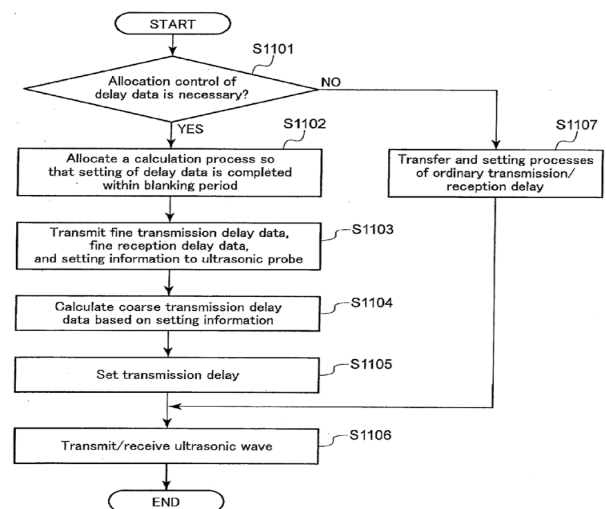 START
S1101
Allocation control of
delay data is necessary?
NO
YES
S1102
Allocate a calculation process so
that setting of delay data is completed
within blanking period
S1107
Transfer and setting processes
of ordinary transmission/
reception delay
Transmit fine transmission delay data,
fine reception delay data,
and setting information to ultrasonic probe
S1103
Calculate coarse transmission delay
data based on setting information
S1104
Set transmission delay
S1105
Transmit/receive ultrasonic wave
S1106
END